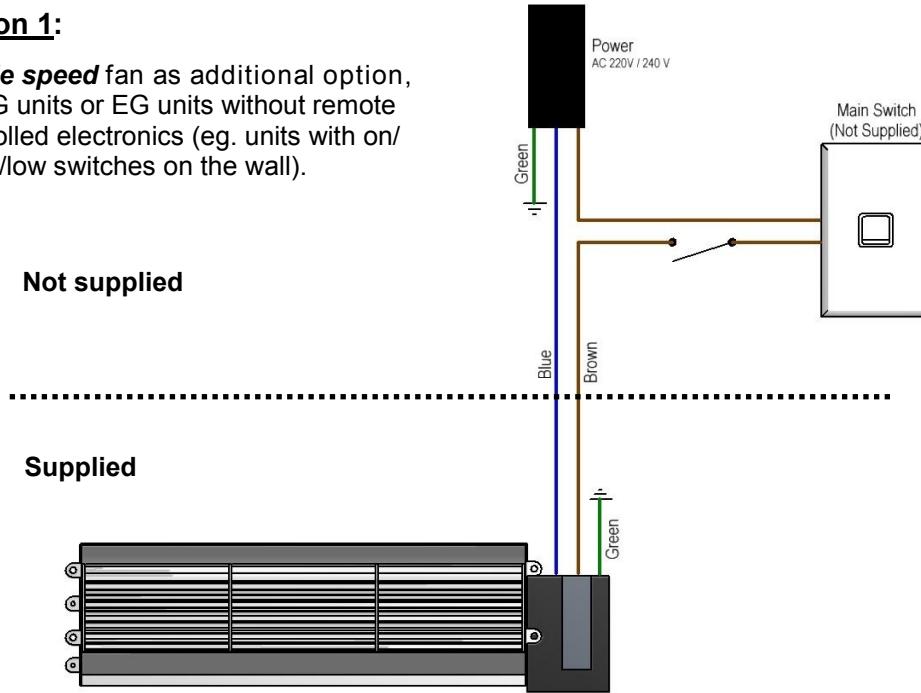 on 1:
e speed fan as additional option,
G units or EG units without remote
olled electronics (eg. units with on/
/low switches on the wall).
Power
AC 220V / 240 V
Main Switch
(Not Supplied)
Green
Not supplied
Blue
Brown
Supplied
Green